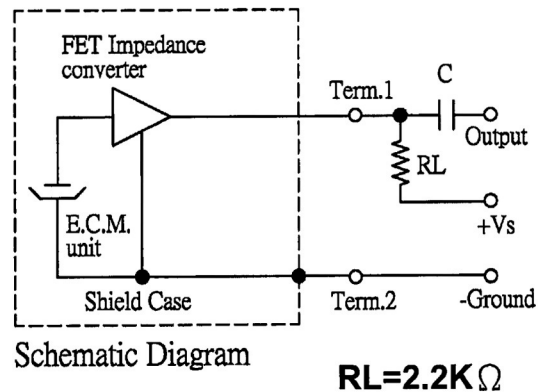 FET Impedance
converter
Term.1
C
Output
RL
+Vs
E.C.M.
unit
Shield Case
Term.2
-Ground
Schematic Diagram
RL=2.2KΩ